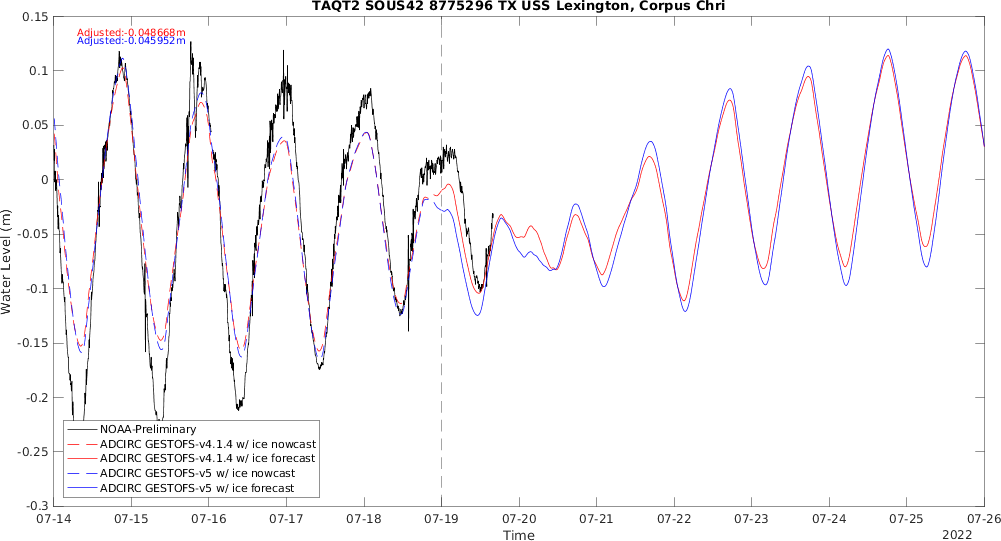 TAQT2 SOUS42 8775296 TX USS Lexington, Corpus Chri
Adjusted:-0.048668m
Adjusted:-0.045952m
0.15
0.1
0.05
0
-0.05
-0.1
-0.15
-0.2
-0.25
-0.3
Water Level (m)
NOAA-Preliminary
ADCIRC GESTOFS-v4.1.4 w/ ice nowcast
ADCIRC GESTOFS-v4.1.4 w/ ice forecast
ADCIRC GESTOFS-v5 w/ ice nowcast
ADCIRC GESTOFS-v5 w/ ice forecast
07-14 07-15 07-16 07-17 07-18 07-19 07-20 07-21 07-22 07-23 07-24 07-25 07-26
Time
2022